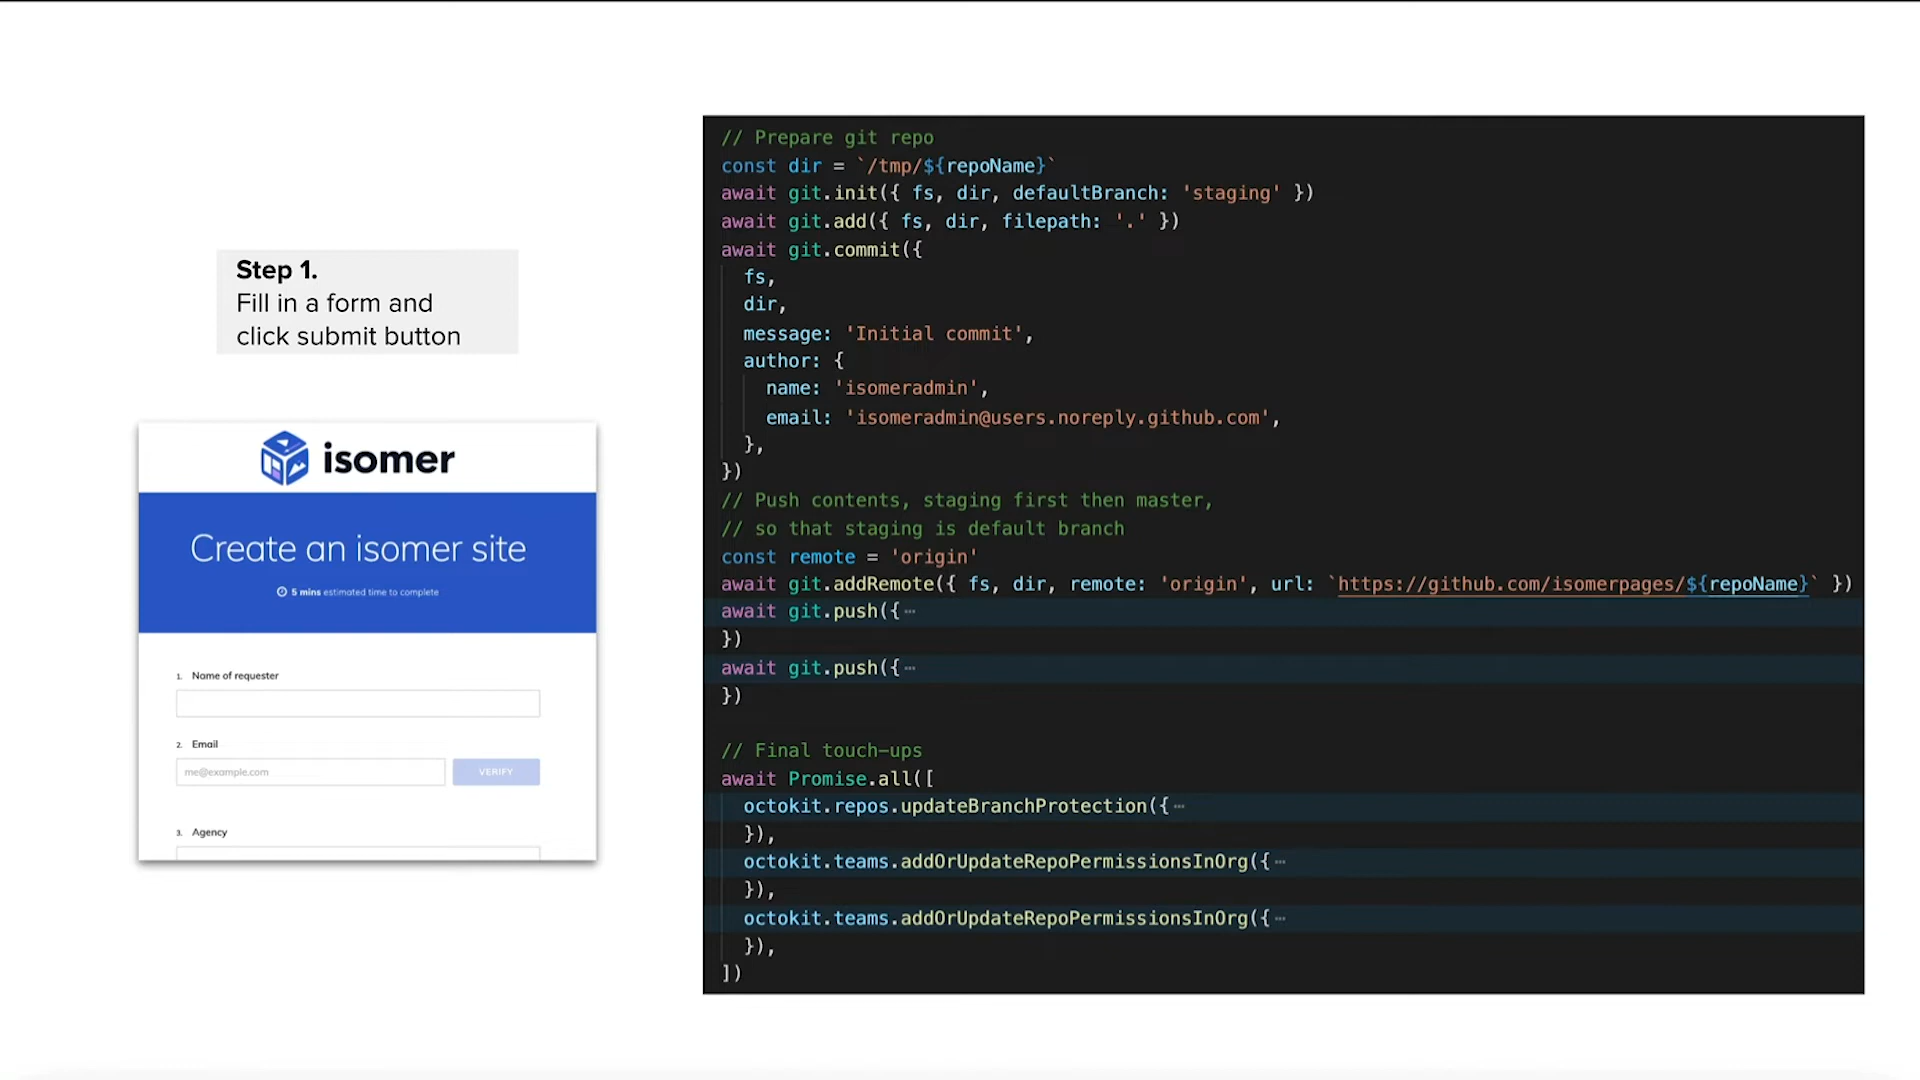 Step 1.
Fill in a form and
click submit button
isomer
Create an isomer site
5 mins estimated time to complete
1. Name of requester
2. Email
me@example.com
VERIFY
3. Agency
// Prepare git repo
const dir = `/tmp/${repoName}`
await git.init({ fs, dir, defaultBranch: 'staging' })
await git.add({ fs, dir, filepath: '.' })
await git.commit({
fs,
dir,
message: 'Initial commit',
author: {
name: 'isomeradmin',
email: 'isomeradmin@users.noreply.github.com',
},
})
// Push contents, staging first then master,
// so that staging is default branch
const remote = 'origin'
await git.addRemote({ fs, dir, remote: 'origin', url: `https://github.com/isomerpages/${repoName}` })
await git.push({⋯
})
await git.push({⋯
})
// Final touch-ups
await Promise.all([
octokit.repos.updateBranchProtection({⋯
}),
octokit.teams.addOrUpdateRepoPermissionsInOrg({⋯
}),
octokit.teams.addOrUpdateRepoPermissionsInOrg({⋯
}),
])